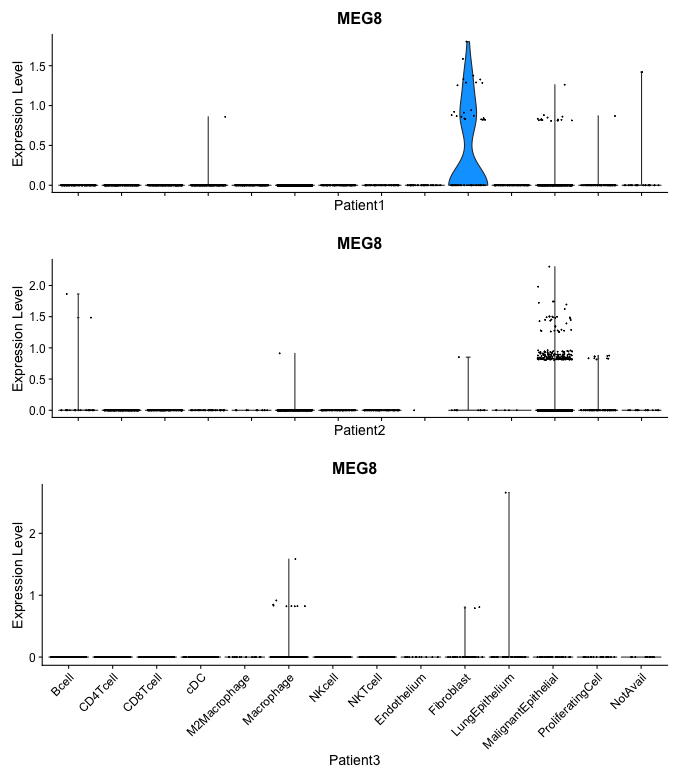 MEG8
Expression Level
1.5
1.0
0.5
0.0
Patient1
MEG8
Expression Level
2.0
1.5
1.0
0.5
0.0
Patient2
MEG8
Expression Level
2
1
0
Bcell
CD4Tcell
CD8Tcell
cDC
M2Macrophage
Macrophage
NKcell
NKTcell
Endothelium
Fibroblast
LungEpithelium
MalignantEpithelial
ProliferatingCell
NotAvail
Patient3